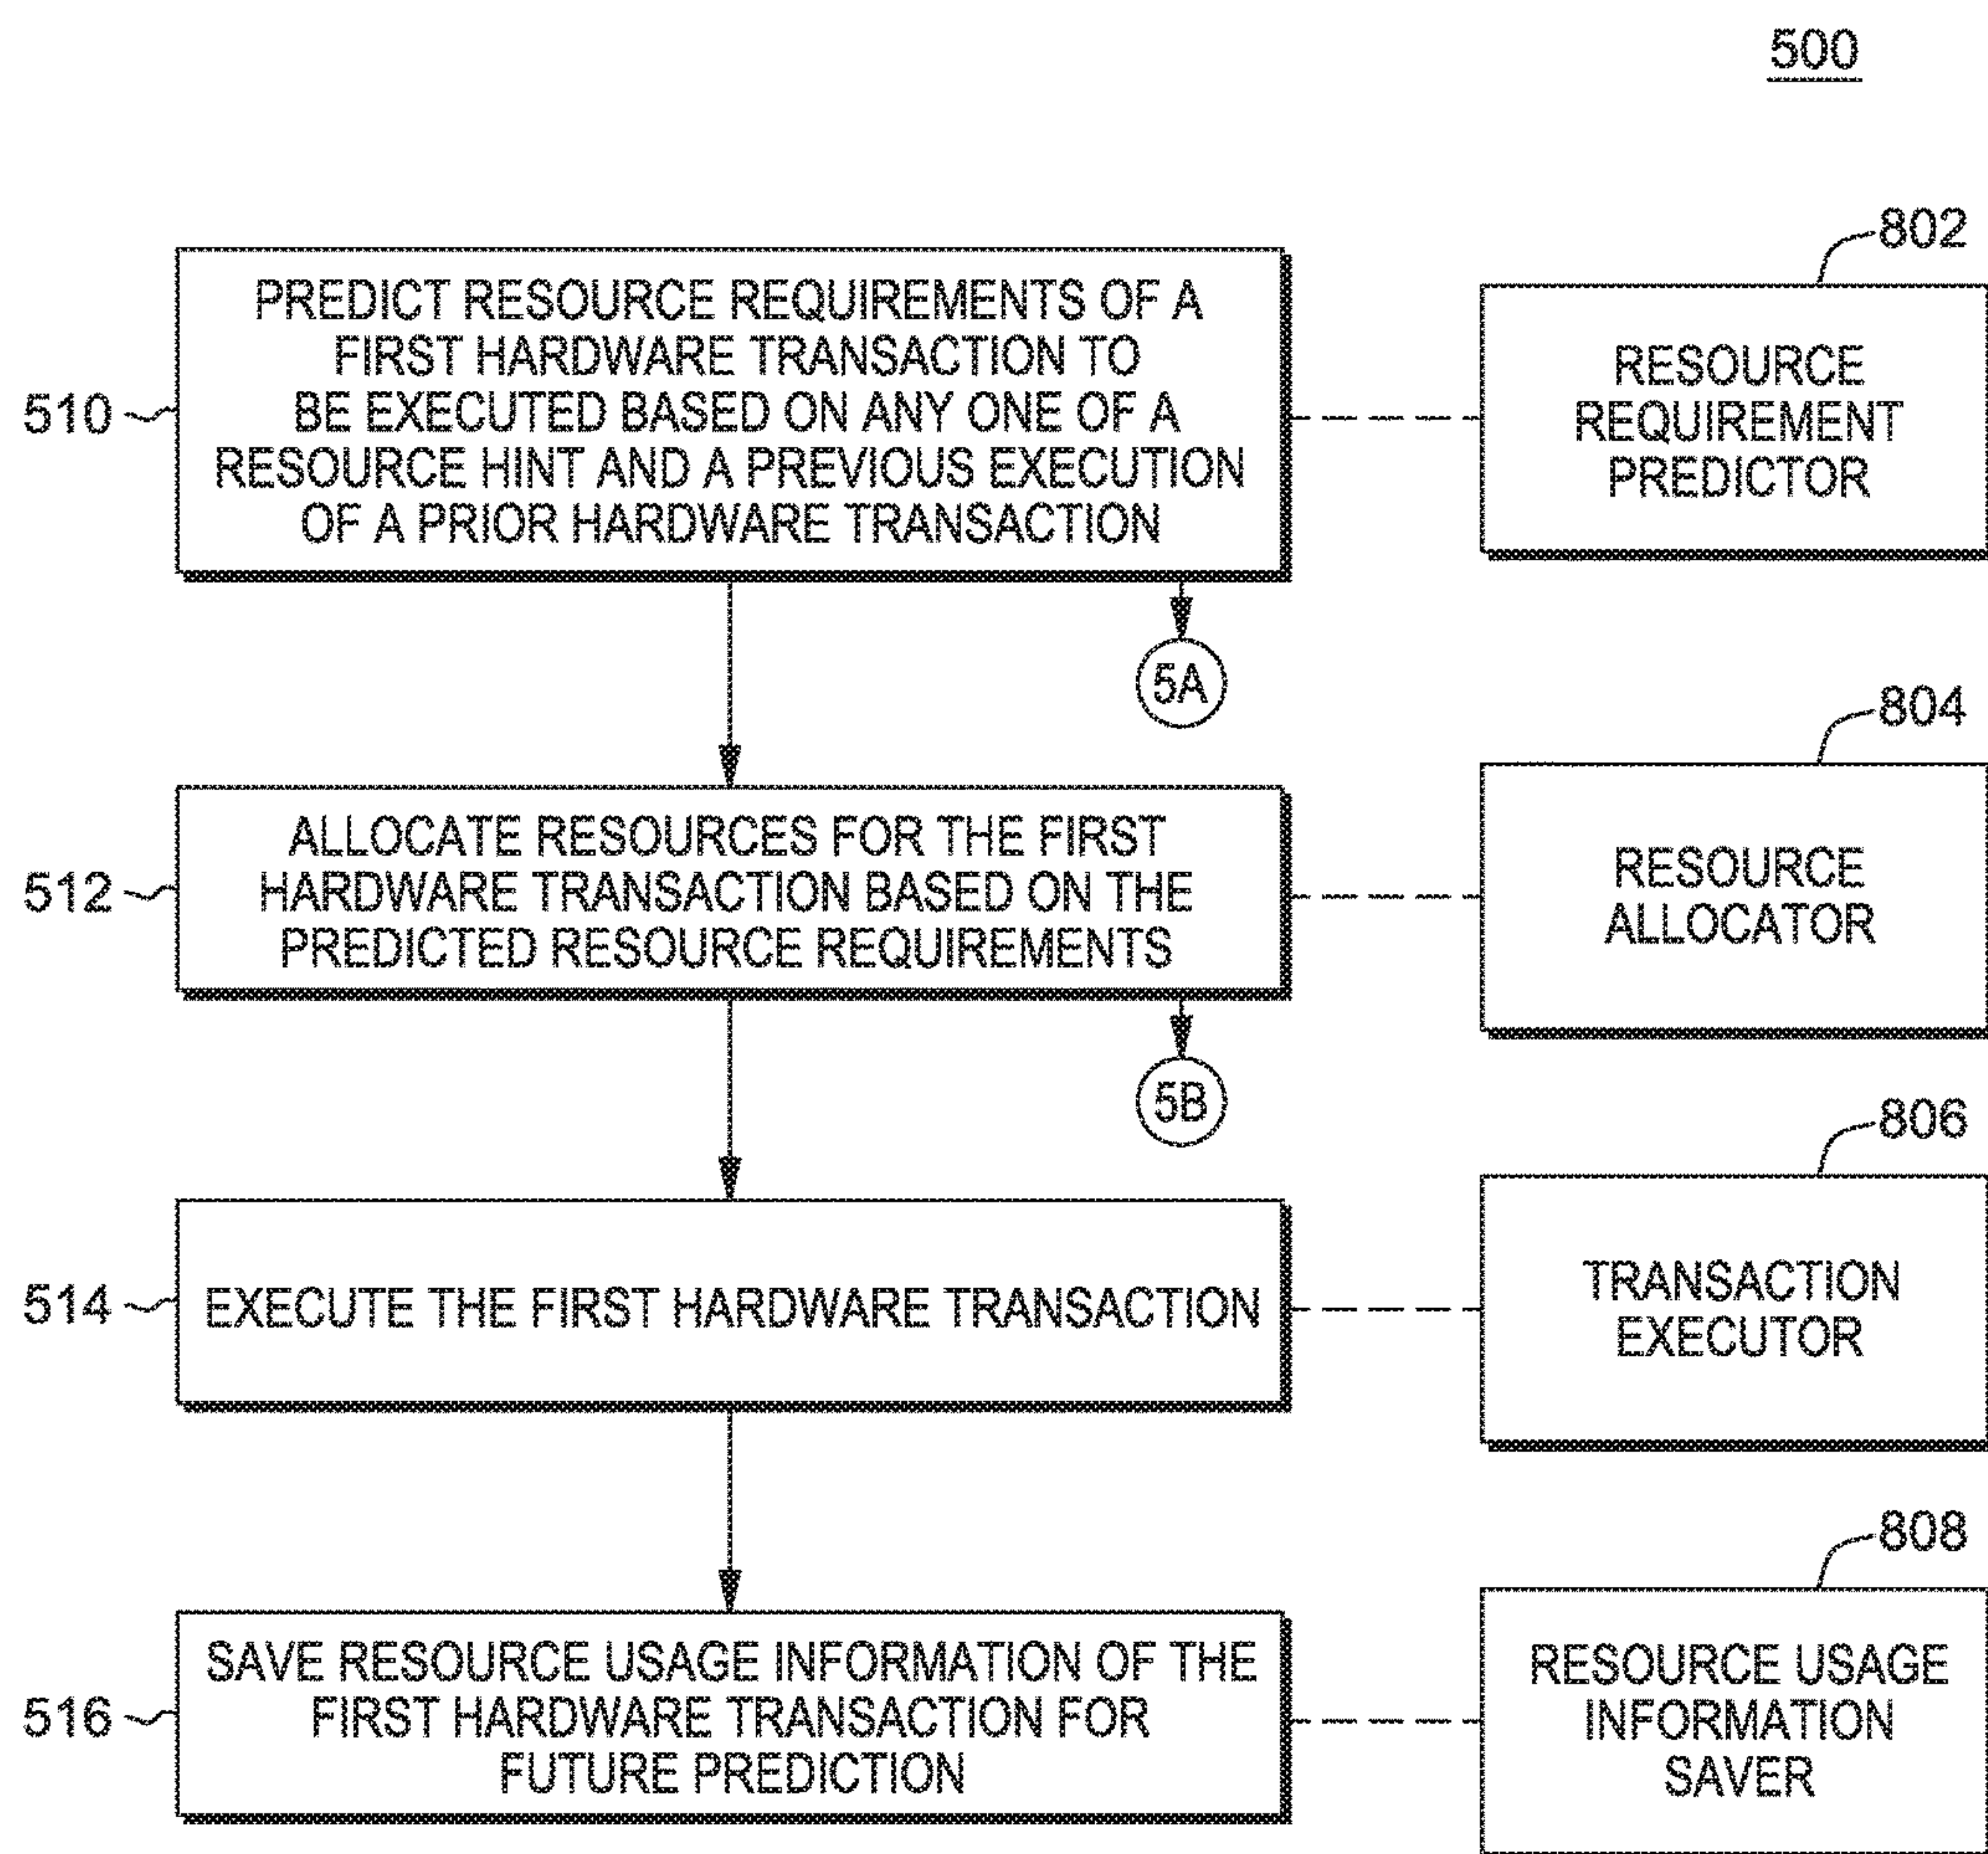 500
510
PREDICT RESOURCE REQUIREMENTS OF A
FIRST HARDWARE TRANSACTION TO
BE EXECUTED BASED ON ANY ONE OF A
RESOURCE HINT AND A PREVIOUS EXECUTION
OF A PRIOR HARDWARE TRANSACTION
802
RESOURCE
REQUIREMENT
PREDICTOR
5A
512
ALLOCATE RESOURCES FOR THE FIRST
HARDWARE TRANSACTION BASED ON THE
PREDICTED RESOURCE REQUIREMENTS
804
RESOURCE
ALLOCATOR
5B
514
EXECUTE THE FIRST HARDWARE TRANSACTION
806
TRANSACTION
EXECUTOR
516
SAVE RESOURCE USAGE INFORMATION OF THE
FIRST HARDWARE TRANSACTION FOR
FUTURE PREDICTION
808
RESOURCE USAGE
INFORMATION
SAVER